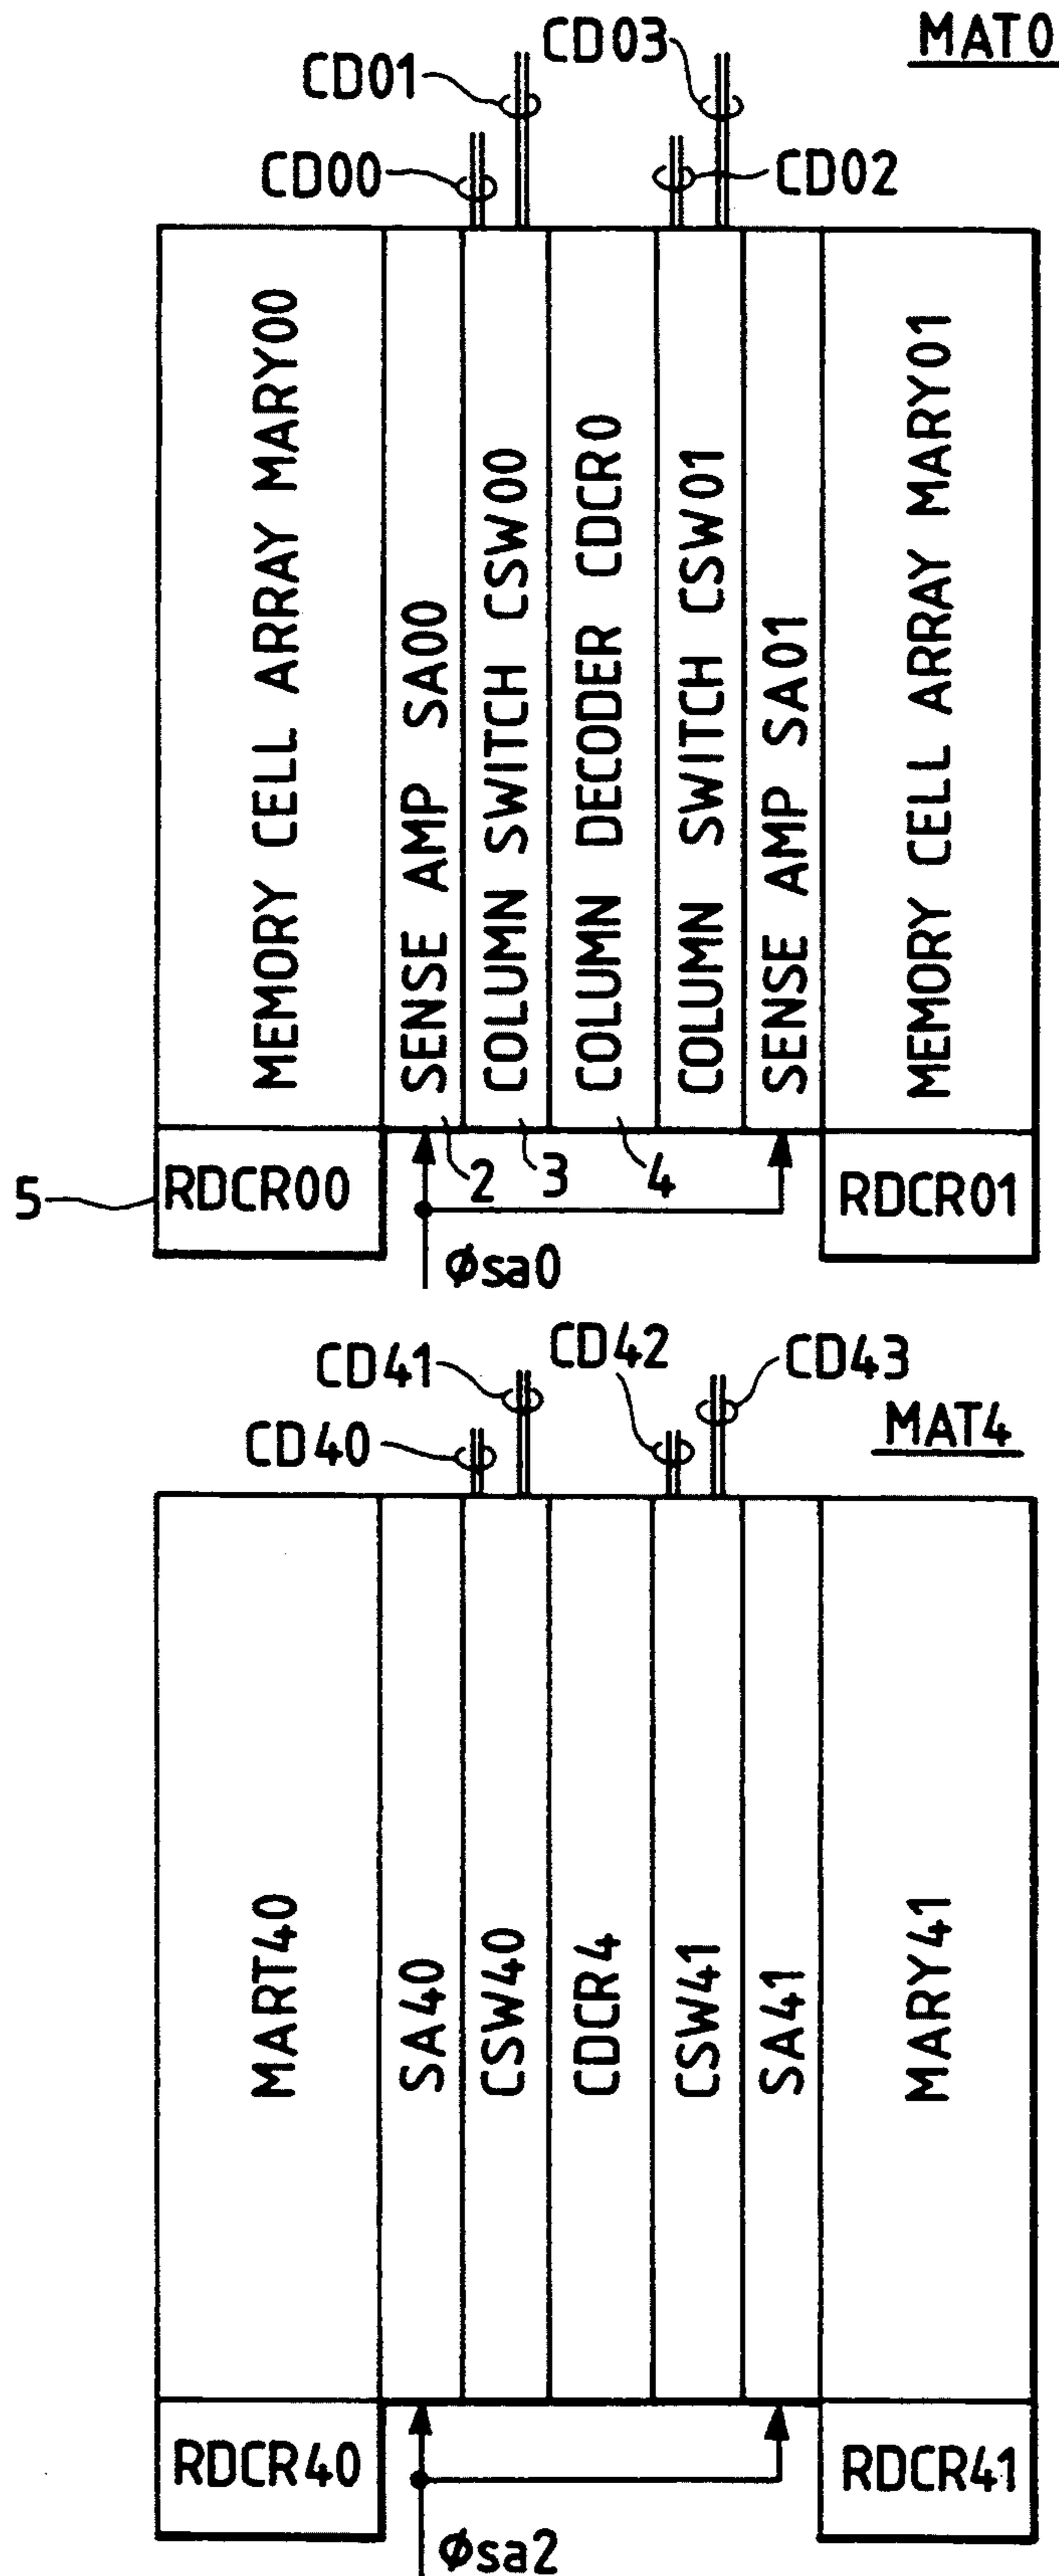 MAT0
CD01
CD03
CD00
CD02
MEMORY CELL ARRAY MARY00
SENSE AMP SA00
COLUMN SWITCH CSW00
COLUMN DECODER CDCR0
COLUMN SWITCH CSW01
SENSE AMP SA01
MEMORY CELL ARRAY MARY01
5
RDCR00
2
3
4
RDCR01
φsa0
CD41
CD42
CD43
CD40
MAT4
MART40
SA40
CSW40
CDCR4
CSW41
SA41
MARY41
RDCR40
RDCR41
φsa2